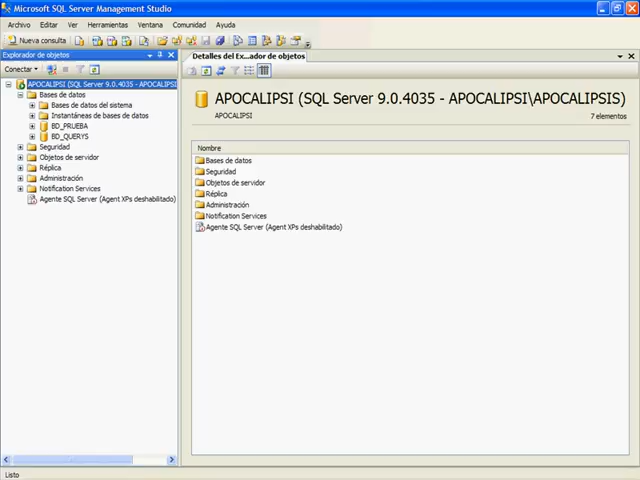 Microsoft SQL Server Management Studio
Archivo Editar Ver Herramientas Ventana Comunidad Ayuda
Nueva consulta
Explorador de objetos
Conectar
APOCALIPSI (SQL Server 9.0.4035 - APOCALIPSI
Bases de datos
Bases de datos del sistema
Instantáneas de bases de datos
BD_PRUEBA
BD_QUERYS
Seguridad
Objetos de servidor
Réplica
Administración
Notification Services
Agente SQL Server (Agent XPs deshabilitado)
Detalles del Ex...ador de objetos
APOCALIPSI (SQL Server 9.0.4035 - APOCALIPSI\APOCALIPSIS)
APOCALIPSI
7 elementos
Nombre
Bases de datos
Seguridad
Objetos de servidor
Réplica
Administración
Notification Services
Agente SQL Server (Agent XPs deshabilitado)
Listo